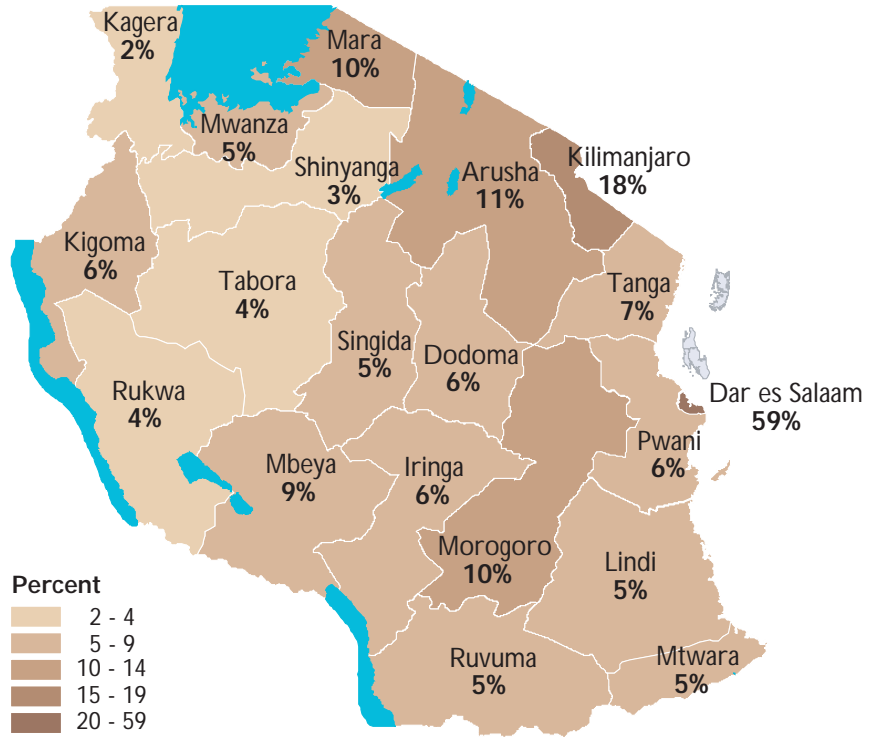 Kagera
2%
Mara
10%
Mwanza
5%
Shinyanga
3%
Arusha
11%
Kilimanjaro
18%
Kigoma
6%
Tabora
4%
Tanga
7%
Singida
5%
Dodoma
6%
Rukwa
4%
Dar es Salaam
59%
Pwani
6%
Mbeya
9%
Iringa
6%
Morogoro
10%
Lindi
5%
Ruvuma
5%
Mtwara
5%
Percent
2 - 4
5 - 9
10 - 14
15 - 19
20 - 59